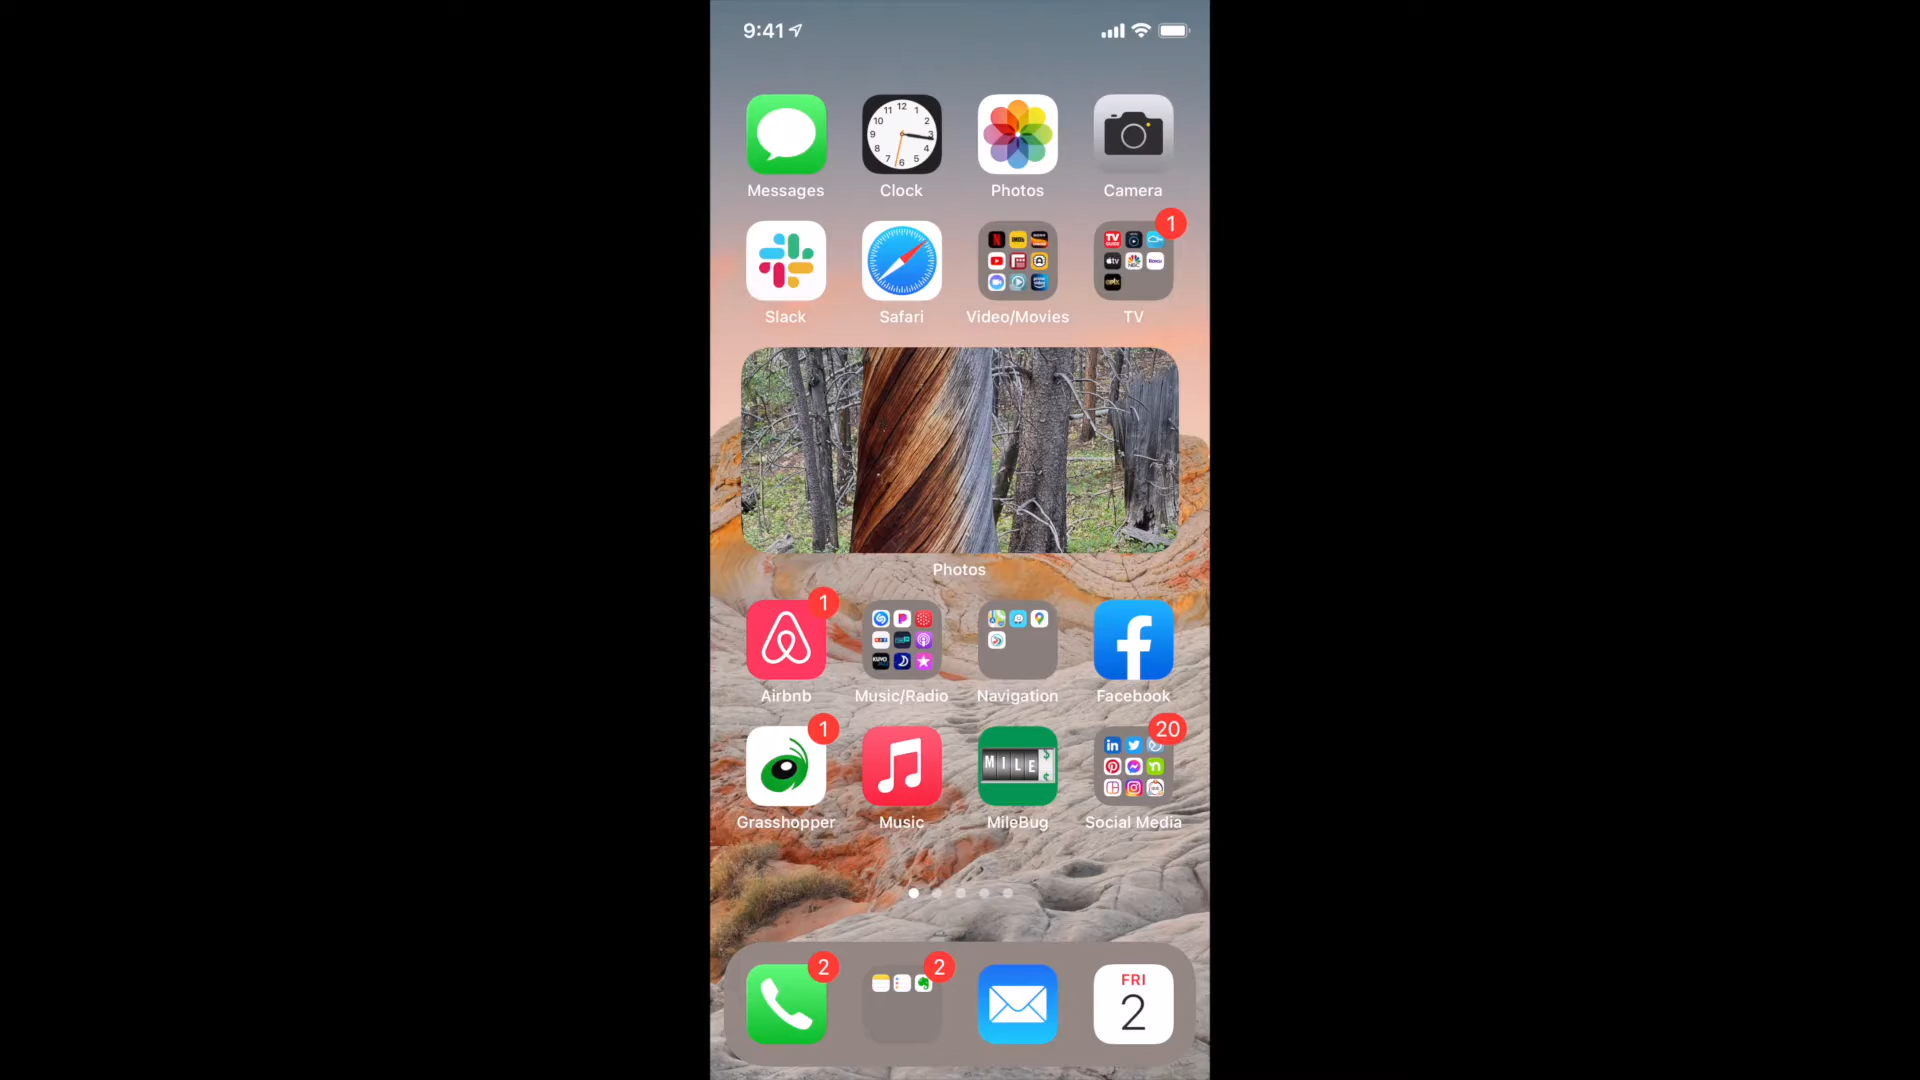 9:41
Messages Clock Photos Camera
1
Slack Safari Video/Movies TV
Photos
1
Airbnb Music/Radio Navigation Facebook
1 20
MILE
Grasshopper Music MileBug Social Media
2 2
FRI
2